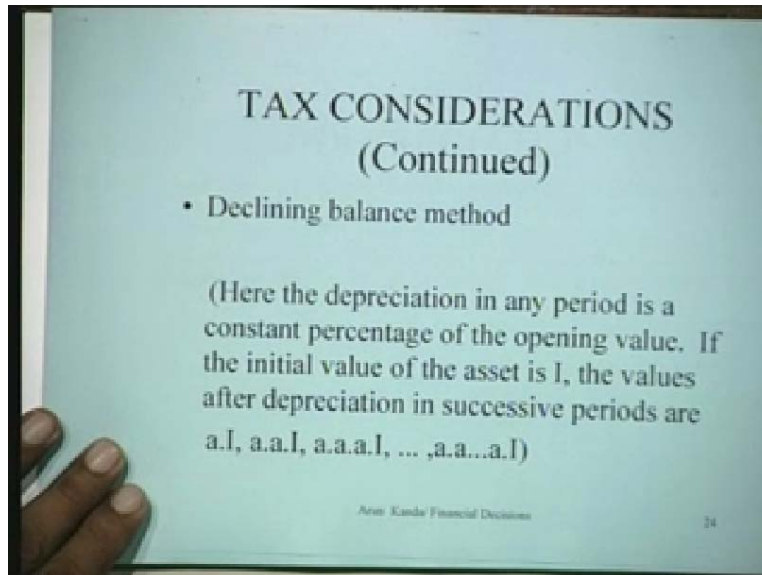 TAX CONSIDERATIONS
(Continued)
• Declining balance method
(Here the depreciation in any period is a
constant percentage of the opening value. If
the initial value of the asset is I, the values
after depreciation in successive periods are
a.I, a.a.I, a.a.a.I, ... ,a.a...a.I)
Arun Kanda/ Financial Decisions
24